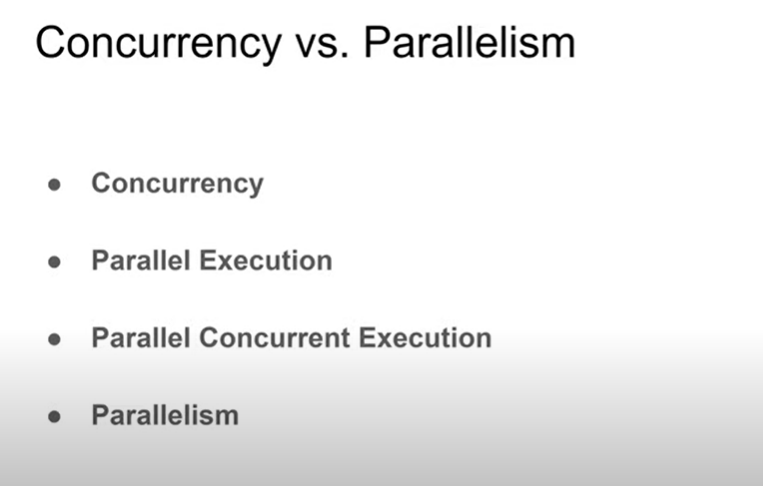 Concurrency vs. Parallelism
● Concurrency
● Parallel Execution
● Parallel Concurrent Execution
● Parallelism